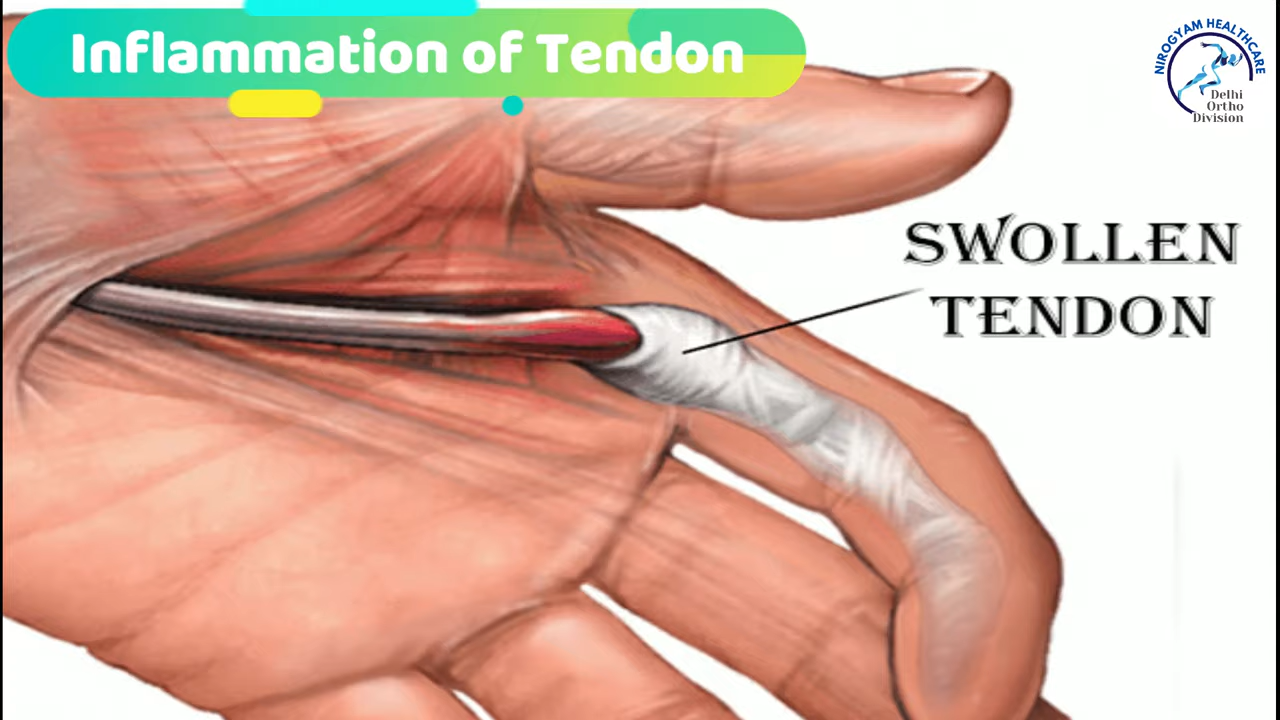 Inflammation of Tendon
NIROGYAM HEALTHCARE
Delhi
Ortho
Division
SWOLLEN
TENDON